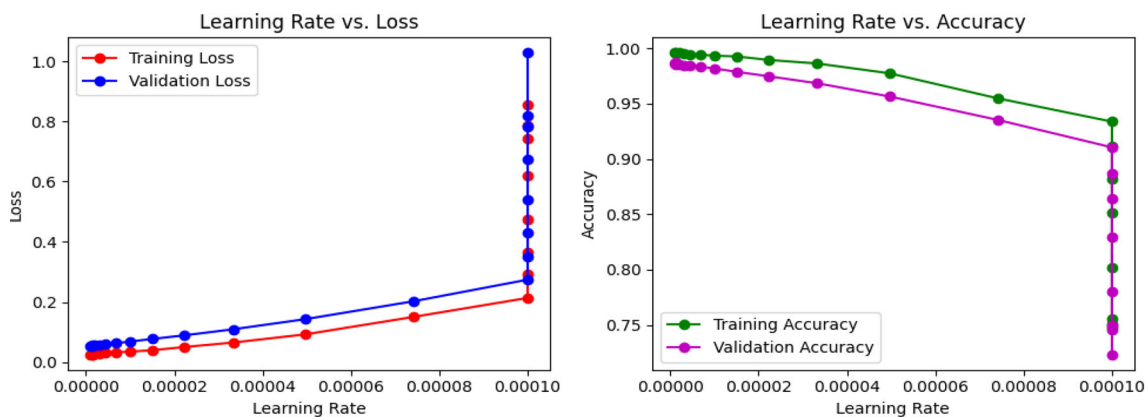 Learning Rate vs. Loss
1.0
0.8
0.6
0.4
0.2
0.0
Loss
Training Loss
Validation Loss
0.00000
0.00002
0.00004
0.00006
0.00008
0.00010
Learning Rate
Learning Rate vs. Accuracy
1.00
0.95
0.90
0.85
0.80
0.75
Accuracy
Training Accuracy
Validation Accuracy
0.00000
0.00002
0.00004
0.00006
0.00008
0.00010
Learning Rate